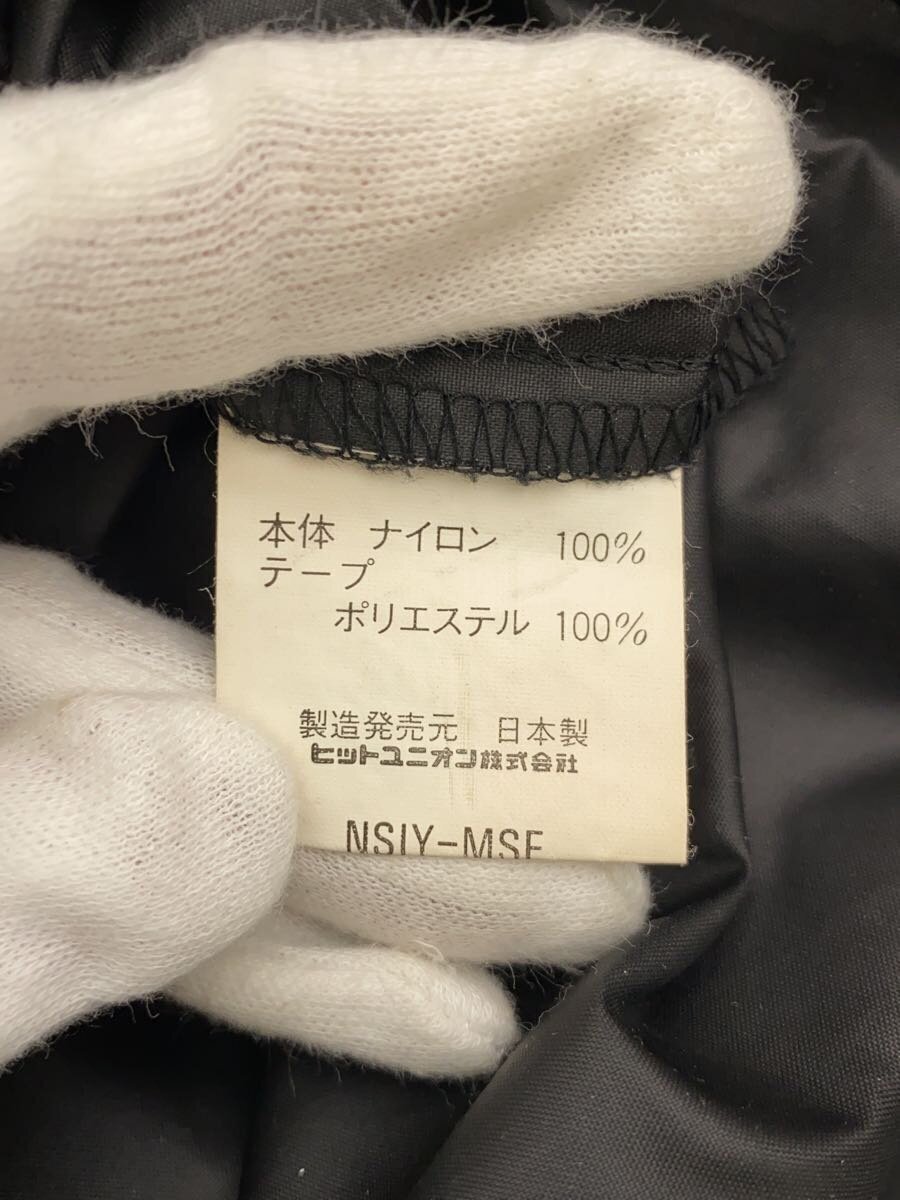 本体 ナイロン 100%
テープ
ポリエステル 100%
製造発売元 日本製
ヒットユニオン株式会社
NSIY-MSF